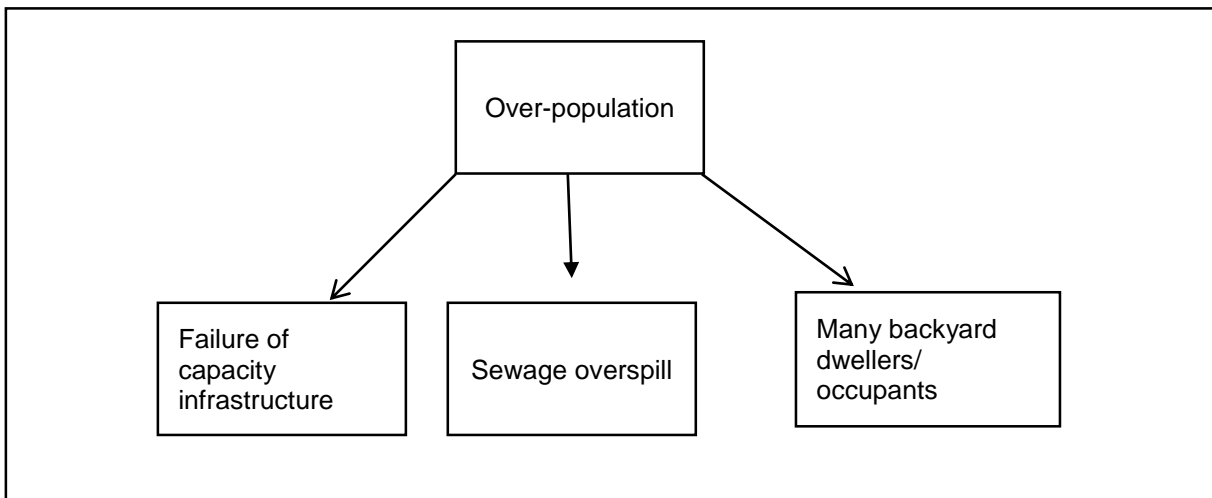 Over-population
Failure of
capacity
infrastructure
Sewage overspill
Many backyard
dwellers/
occupants